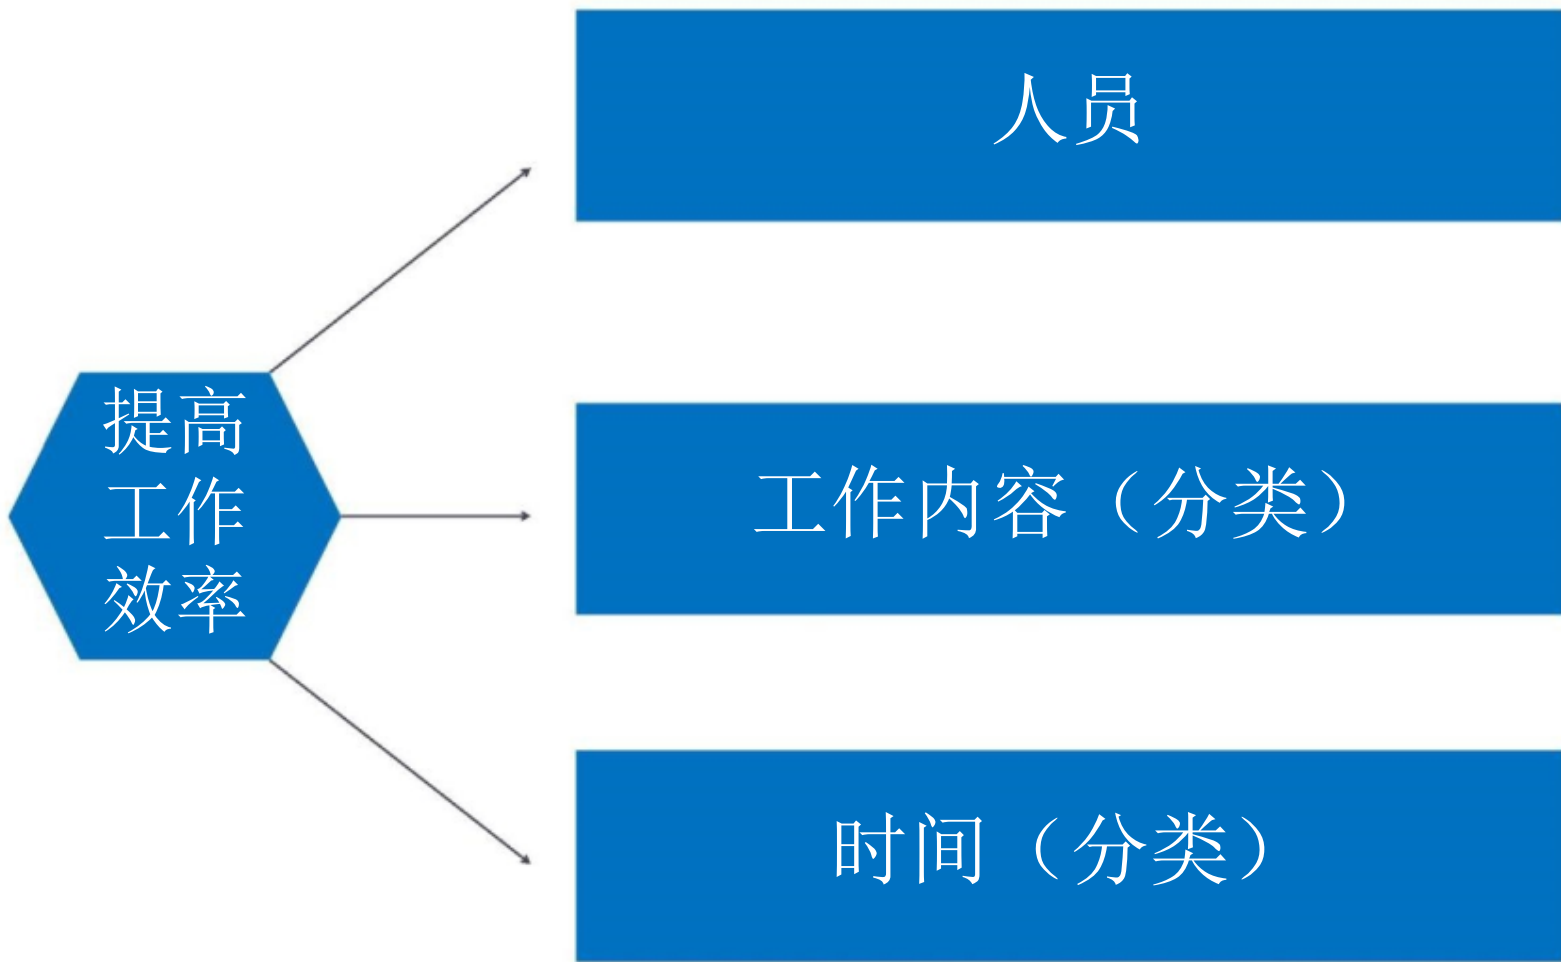 人员
提高
工作
效率
工作内容（分类）
时间（分类）